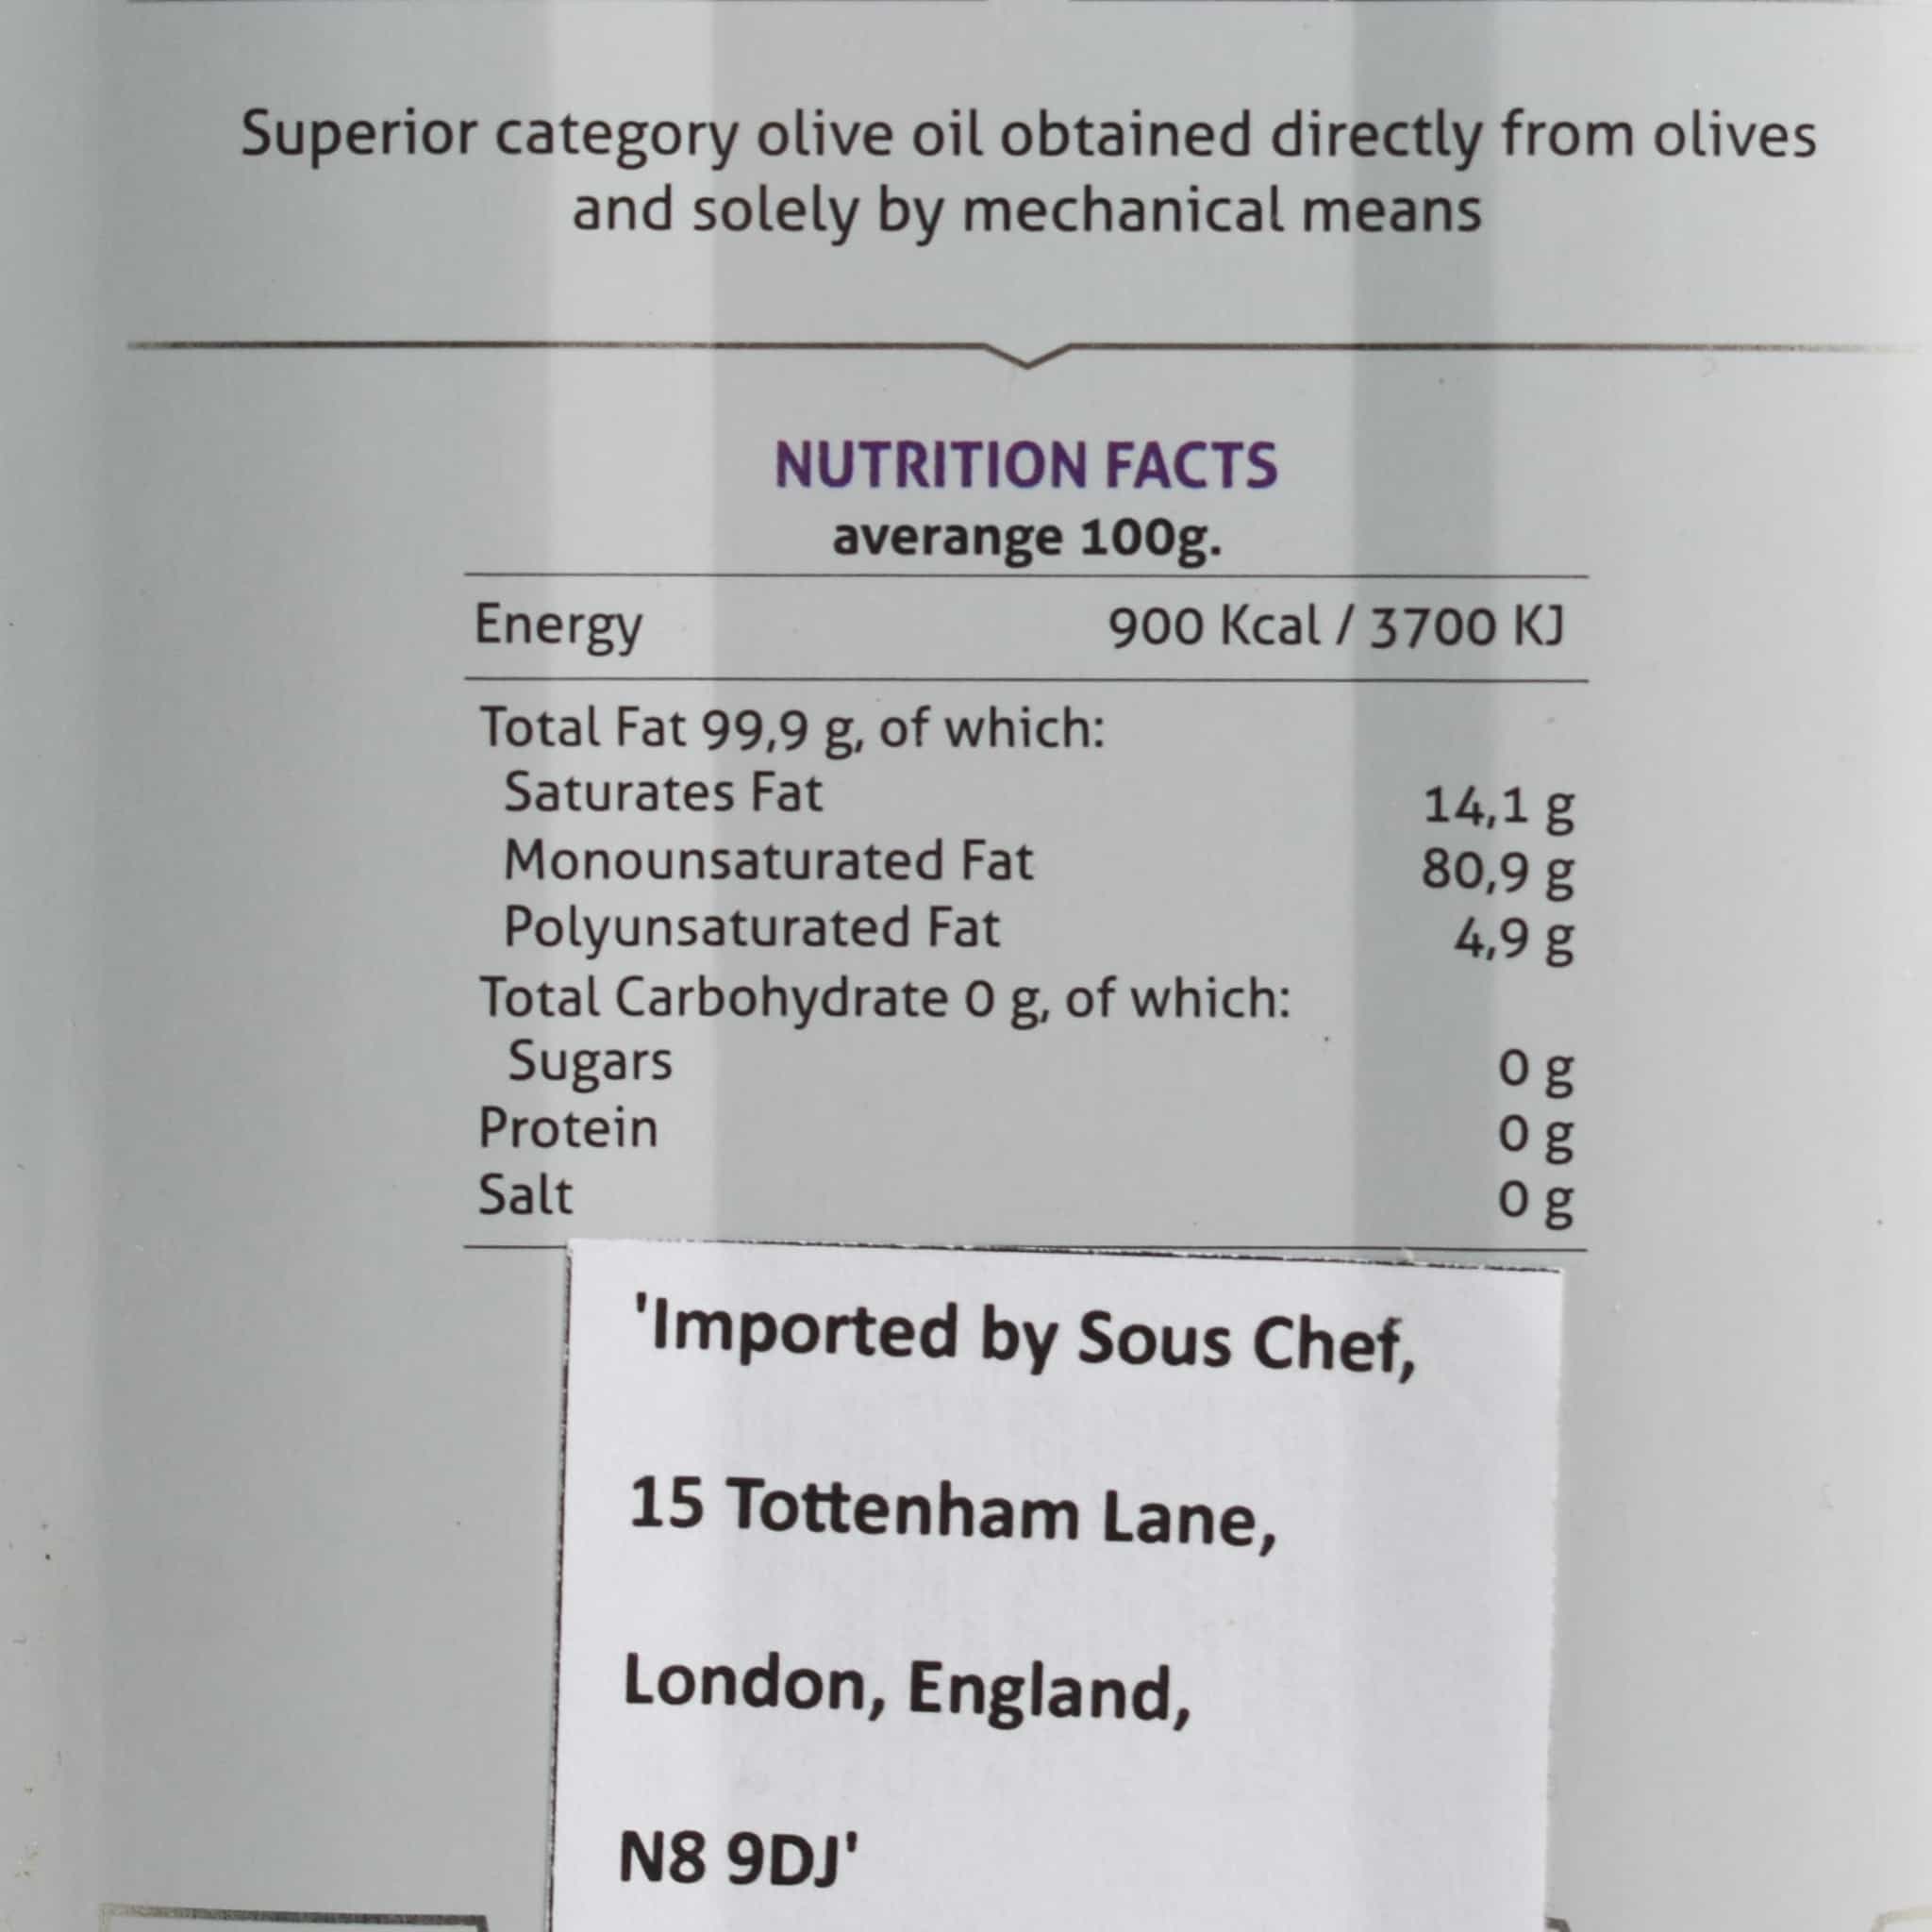 Superior category olive oil obtained directly from olives
and solely by mechanical means
NUTRITION FACTS
averange 100g.
Energy 900 Kcal / 3700 KJ
Total Fat 99,9 g, of which:
Saturates Fat 14,1 g
Monounsaturated Fat 80,9 g
Polyunsaturated Fat 4,9 g
Total Carbohydrate 0 g, of which:
Sugars 0 g
Protein 0 g
Salt 0 g
'Imported by Sous Chef,
15 Tottenham Lane,
London, England,
N8 9DJ'